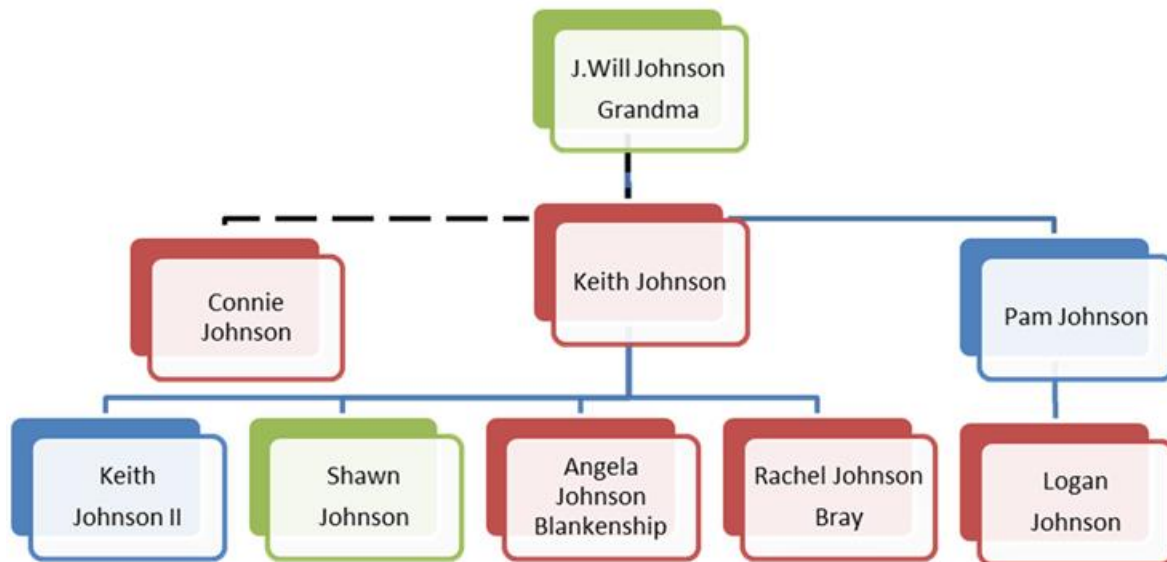 J.Will Johnson
Grandma
Keith Johnson
Connie
Johnson
Pam Johnson
Keith
Johnson II
Shawn
Johnson
Angela
Johnson
Blankenship
Rachel Johnson
Bray
Logan
Johnson